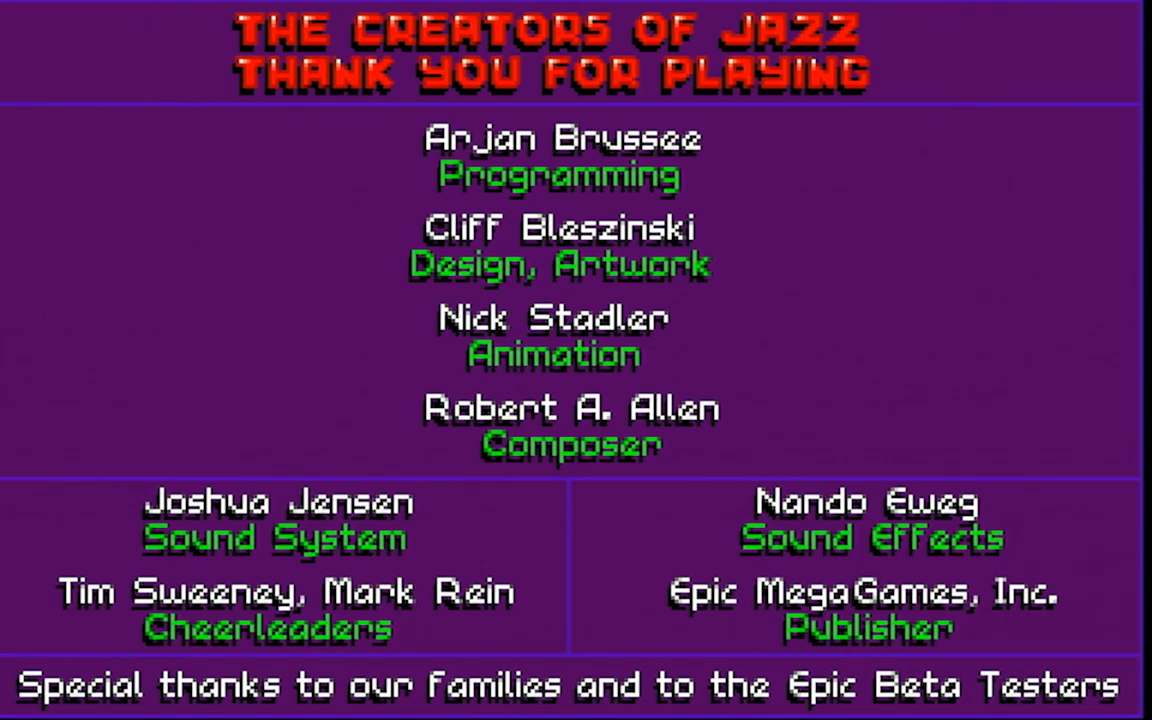 THE CREATORS OF JAZZ
THANK YOU FOR PLAYING
Arjan Brussee
Programming
Cliff Bleszinski
Design, Artwork
Nick Stadler
Animation
Robert A. Allen
Composer
Joshua Jensen
Sound System
Tim Sweeney, Mark Rein
Cheerleaders
Nando Eweg
Sound Effects
Epic MegaGames, Inc.
Publisher
Special thanks to our families and to the Epic Beta Testers